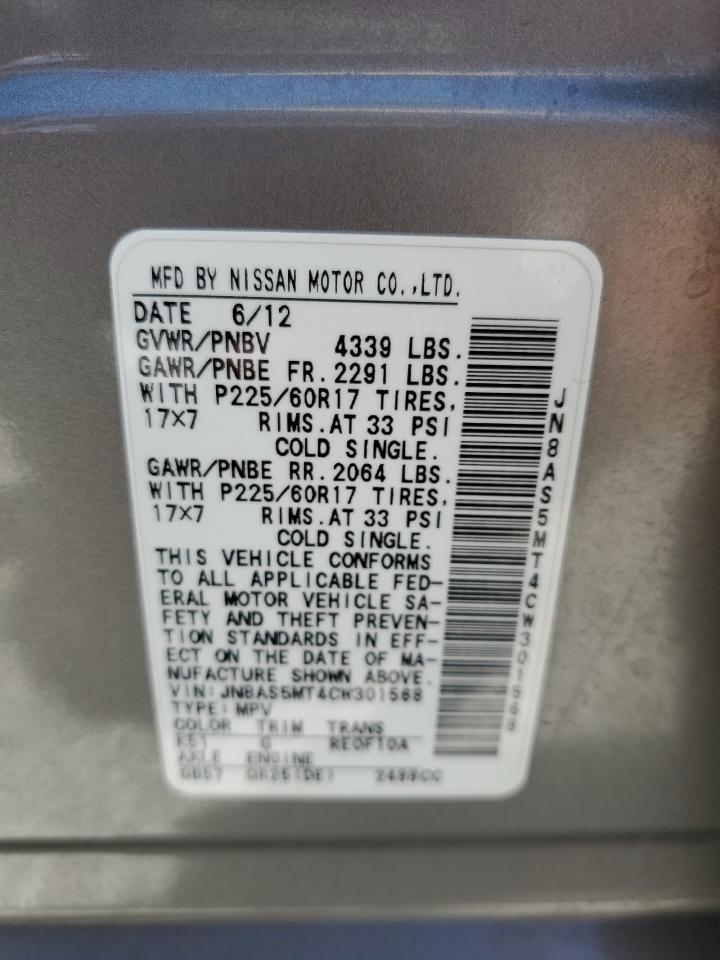 MFD BY NISSAN MOTOR CO.,LTD.
DATE 6/12
GVWR/PNBV 4339 LBS.
GAWR/PNBE FR. 2291 LBS.
WITH P225/60R17 TIRES,
17X7 RIMS. AT 33 PSI
COLD SINGLE.
GAWR/PNBE RR. 2064 LBS.
WITH P225/60R17 TIRES,
17X7 RIMS. AT 33 PSI
COLD SINGLE.
THIS VEHICLE CONFORMS
TO ALL APPLICABLE FED-
ERAL MOTOR VEHICLE SA-
FETY AND THEFT PREVEN-
TION STANDARDS IN EFF-
ECT ON THE DATE OF MA-
NUFACTURE SHOWN ABOVE.
VIN: JN8AS5MT4CW301568
TYPE: MPV
COLOR TRIM TRANS
K51 G RE0F10A
AXLE ENGINE
GB57 QR25(DE) 2488CC
JN8AS5MT4CW301568